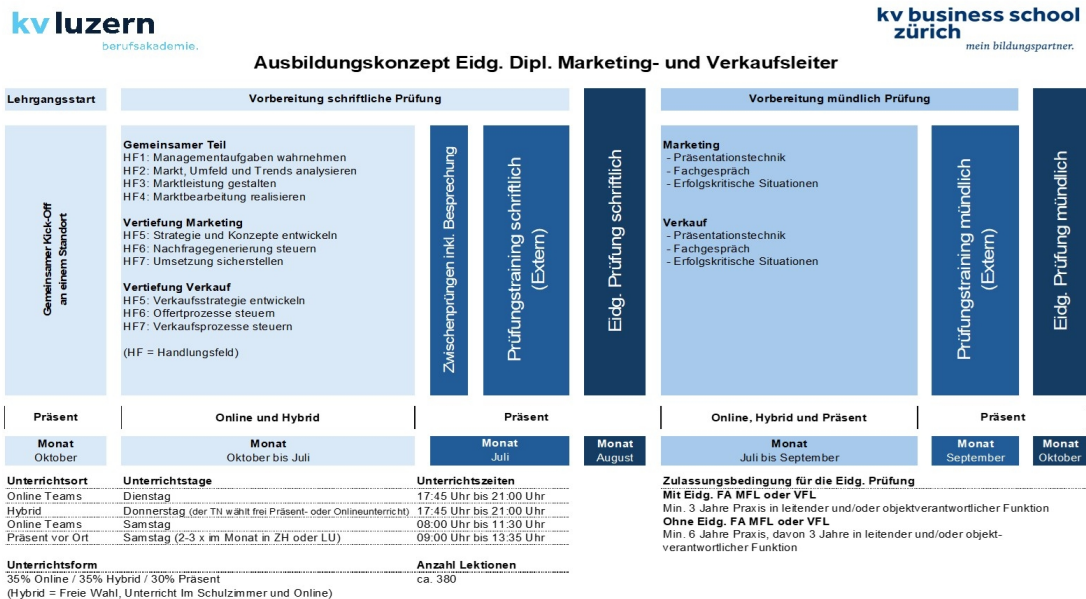 kv luzern
berufsakademie.
kv business school
zürich
mein bildungspartner.
Ausbildungskonzept Eidg. Dipl. Marketing- und Verkaufsleiter
Lehrgangsstart
Vorbereitung schriftliche Prüfung
Vorbereitung mündlich Prüfung
Gemeinsamer Kick-Off
an einem Standort
Gemeinsamer Teil
HF1: Managementaufgaben wahrnehmen
HF2: Markt, Umfeld und Trends analysieren
HF3: Marktleistung gestalten
HF4: Marktbearbeitung realisieren
Vertiefung Marketing
HF5: Strategie und Konzepte entwickeln
HF6: Nachfragegenerierung steuern
HF7: Umsetzung sicherstellen
Vertiefung Verkauf
HF5: Verkaufsstrategie entwickeln
HF6: Offertprozesse steuern
HF7: Verkaufsprozesse steuern
(HF = Handlungsfeld)
Zwischenprüfungen inkl. Besprechung
Prüfungstraining schriftlich
(Extern)
Eidg. Prüfung schriftlich
Marketing
- Präsentationstechnik
- Fachgespräch
- Erfolgskritische Situationen
Verkauf
- Präsentationstechnik
- Fachgespräch
- Erfolgskritische Situationen
Prüfungstraining mündlich
(Extern)
Eidg. Prüfung mündlich
Präsent
Online und Hybrid
Präsent
Online, Hybrid und Präsent
Präsent
Monat
Oktober
Monat
Oktober bis Juli
Monat
Juli
Monat
August
Monat
Juli bis September
Monat
September
Monat
Oktober
Unterrichtsort Unterrichtstage Unterrichtszeiten
Online Teams Dienstag 17:45 Uhr bis 21:00 Uhr
Hybrid Donnerstag (der TN wählt frei Präsent- oder Onlineunterricht) 17:45 Uhr bis 21:00 Uhr
Online Teams Samstag 08:00 Uhr bis 11:30 Uhr
Präsent vor Ort Samstag (2-3 x im Monat in ZH oder LU) 09:00 Uhr bis 13:35 Uhr
Unterrichtsform Anzahl Lektionen
35% Online / 35% Hybrid / 30% Präsent ca. 380
(Hybrid = Freie Wahl, Unterricht Im Schulzimmer und Online)
Zulassungsbedingung für die Eidg. Prüfung
Mit Eidg. FA MFL oder VFL
Min. 3 Jahre Praxis in leitender und/oder objektverantwortlicher Funktion
Ohne Eidg. FA MFL oder VFL
Min. 6 Jahre Praxis, davon 3 Jahre in leitender und/oder objekt-
verantwortlicher Funktion